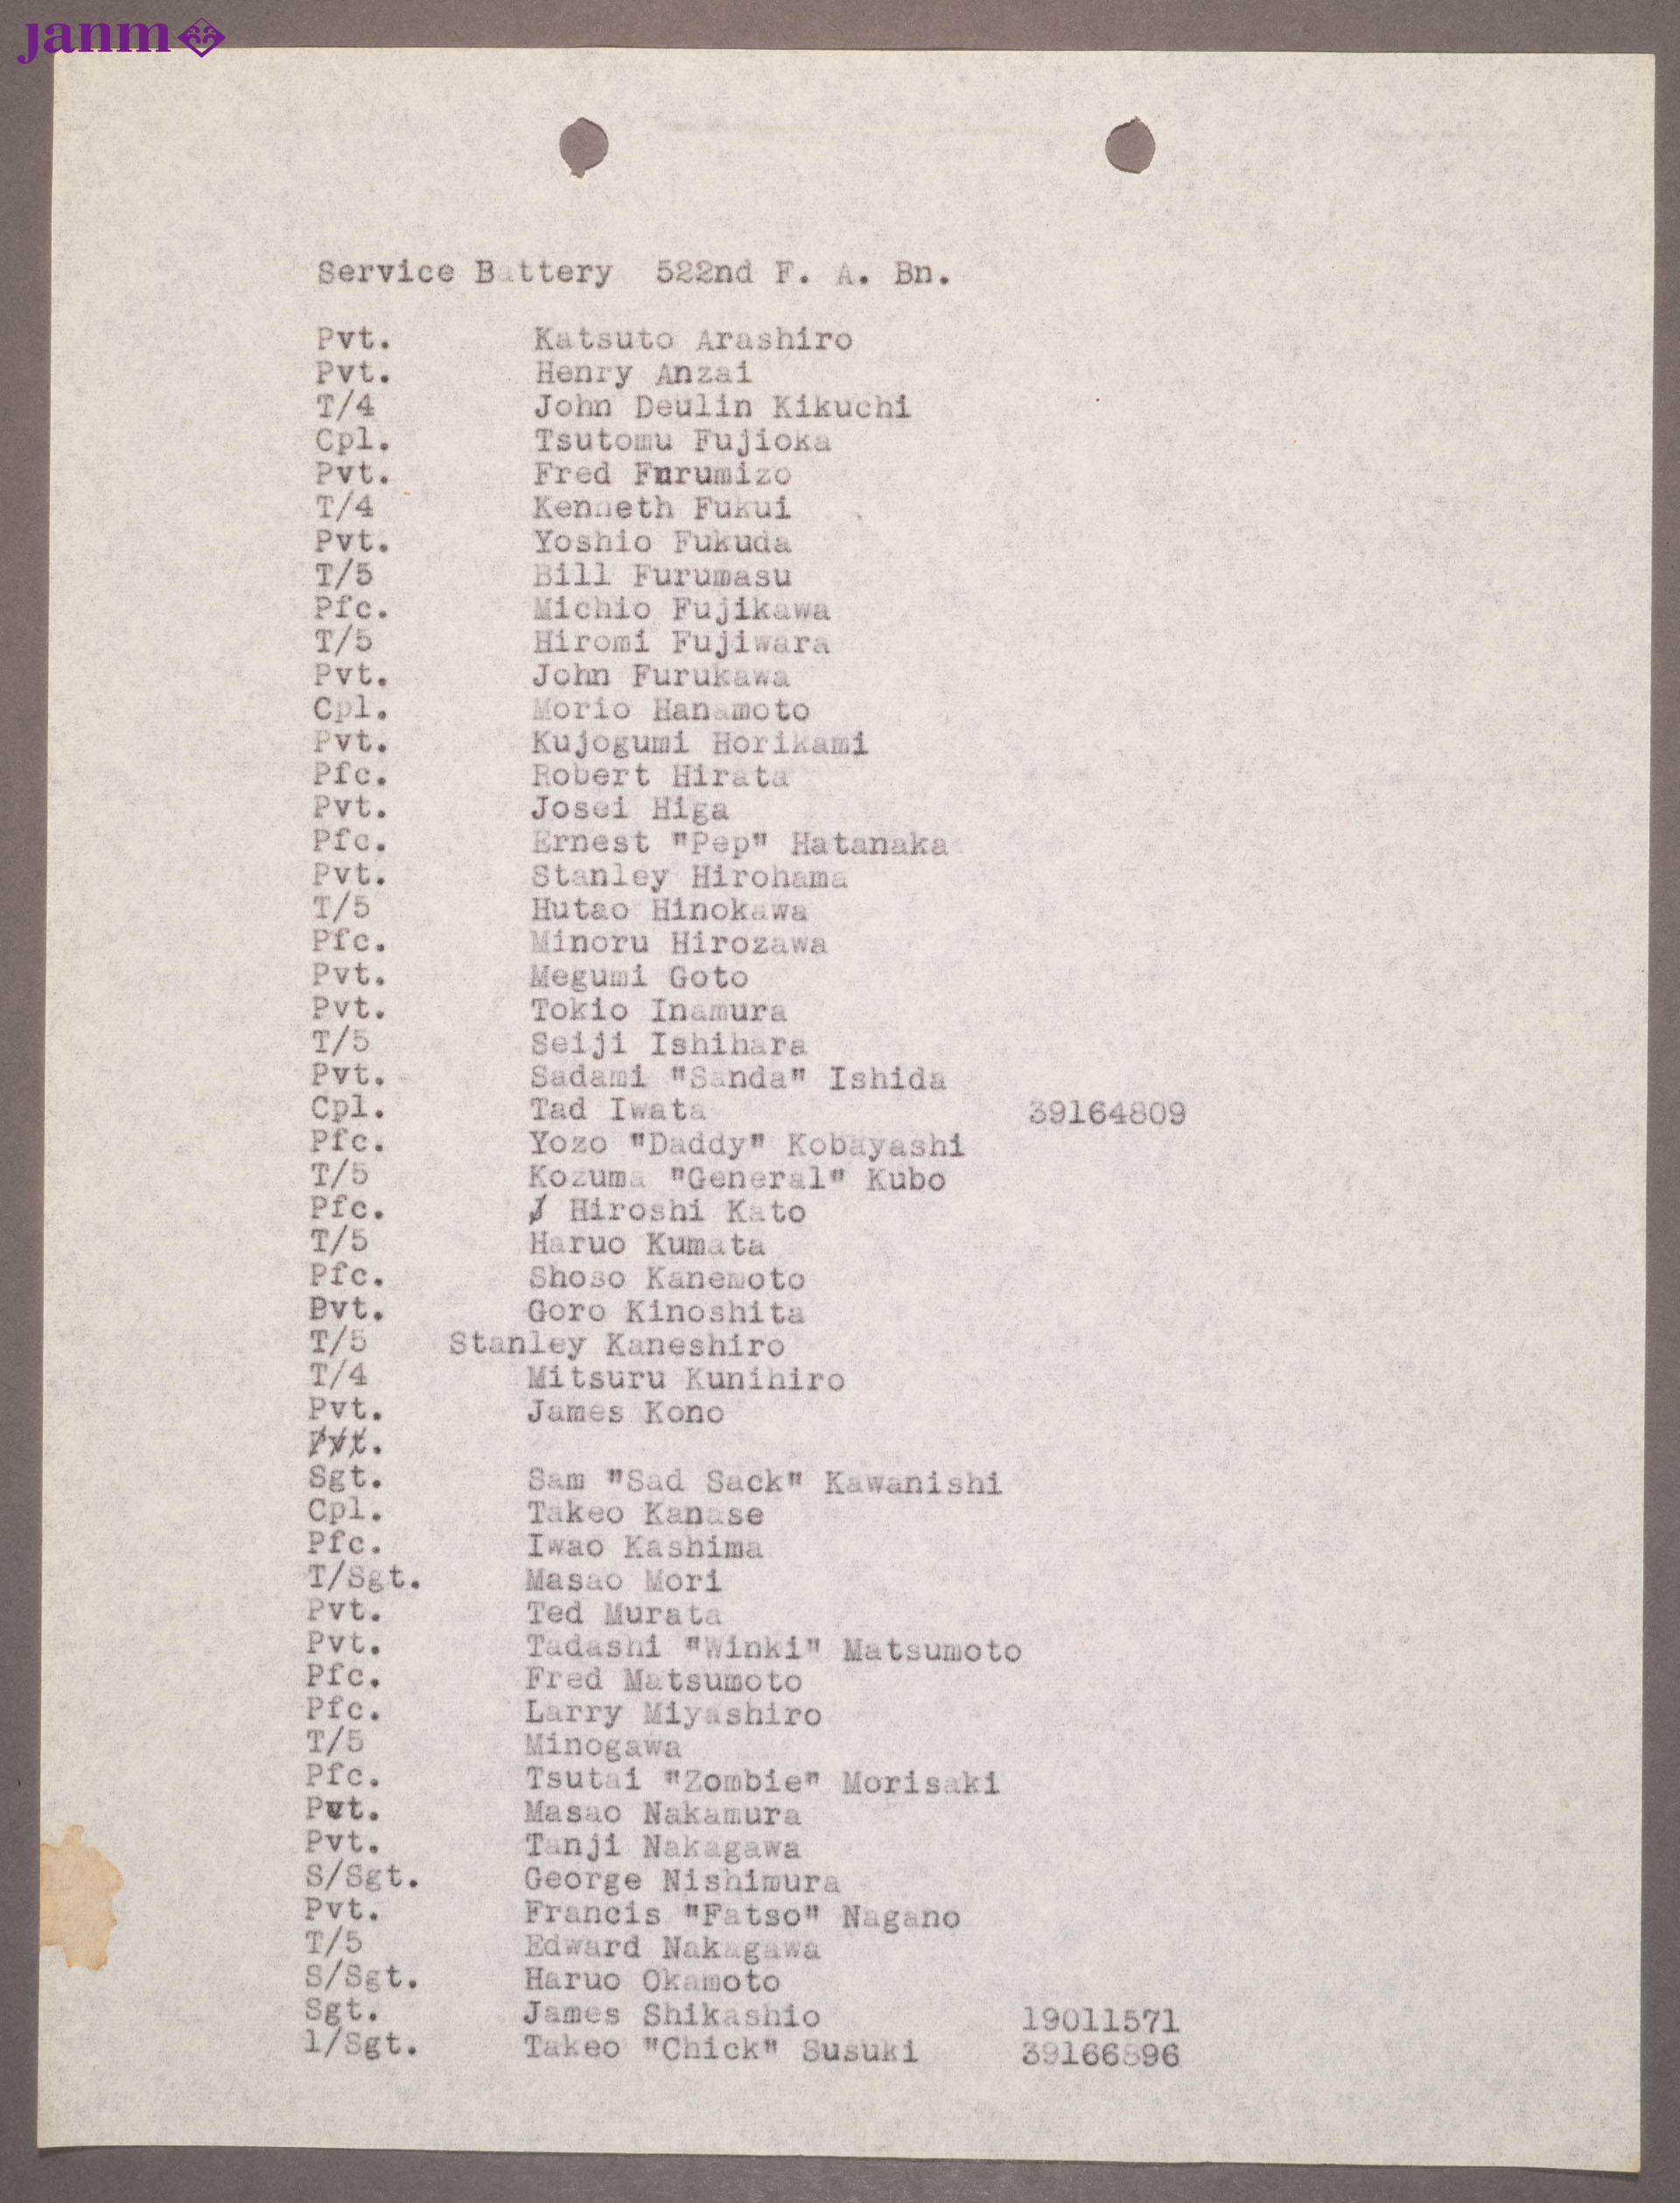 janm
Service Battery 522nd F. A. Bn.
Pvt. Katsuto Arashiro
Pvt. Henry Anzai
T/4 John Deulin Kikuchi
Cpl. Tsutomu Fujioka
Pvt. Fred Furumizo
T/4 Kenneth Fukui
Pvt. Yoshio Fukuda
T/5 Bill Furumasu
Pfc. Michio Fujikawa
T/5 Hiromi Fujiwara
Pvt. John Furukawa
Cpl. Morio Hanamoto
Pvt. Kujogumi Horikami
Pfc. Robert Hirata
Pvt. Josei Higa
Pfc. Ernest "Pep" Hatanaka
Pvt. Stanley Hirohama
T/5 Hutao Hinokawa
Pfc. Minoru Hirozawa
Pvt. Megumi Goto
Pvt. Tokio Inamura
T/5 Seiji Ishihara
Pvt. Sadami "Sanda" Ishida
Cpl. Tad Iwata 39164809
Pfc. Yozo "Daddy" Kobayashi
T/5 Kozuma "General" Kubo
Pfc. Hiroshi Kato
T/5 Haruo Kumata
Pfc. Shoso Kanemoto
Pvt. Goro Kinoshita
T/5 Stanley Kaneshiro
T/4 Mitsuru Kunihiro
Pvt. James Kono
Pvt.
Sgt. Sam "Sad Sack" Kawanishi
Cpl. Takeo Kanase
Pfc. Iwao Kashima
T/Sgt. Masao Mori
Pvt. Ted Murata
Pvt. Tadashi "Winki" Matsumoto
Pfc. Fred Matsumoto
Pfc. Larry Miyashiro
T/5 Minogawa
Pfc. Tsutai "Zombie" Morisaki
Pvt. Masao Nakamura
Pvt. Tanji Nakagawa
S/Sgt. George Nishimura
Pvt. Francis "Fatso" Nagano
T/5 Edward Nakagawa
S/Sgt. Haruo Okamoto
Sgt. James Shikashio 19011571
1/Sgt. Takeo "Chick" Susuki 39166896